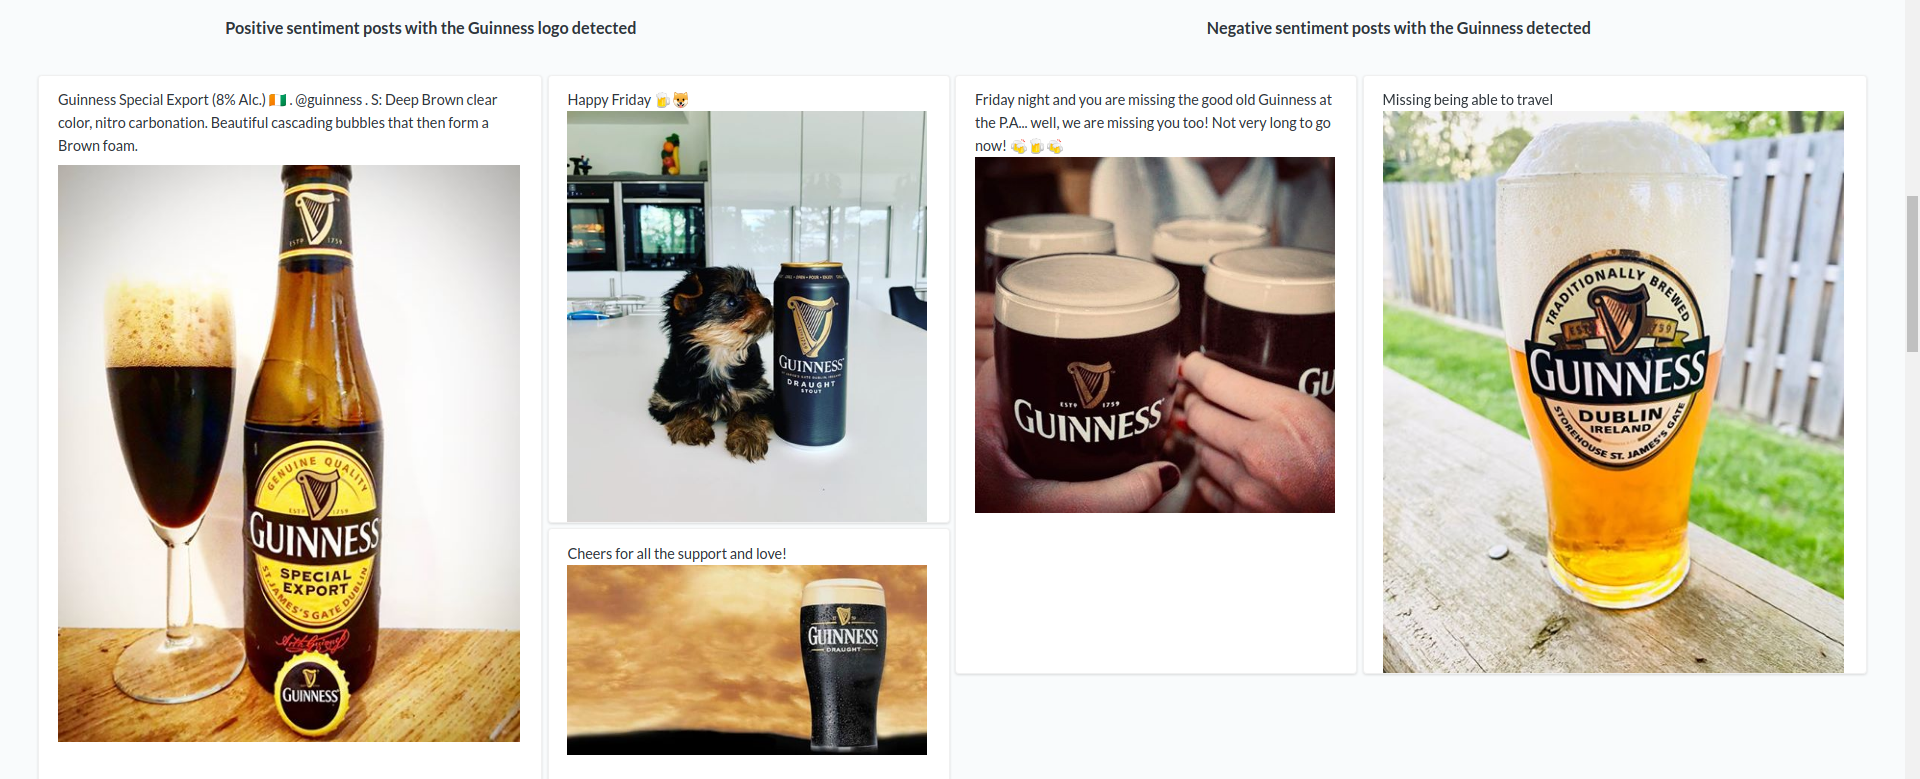 Positive sentiment posts with the Guinness logo detected
Negative sentiment posts with the Guinness detected
Guinness Special Export (8% Alc.) 🇨🇮 . @guinness . S: Deep Brown clear
color, nitro carbonation. Beautiful cascading bubbles that then form a
Brown foam.
ESTD 1759
GENUINE QUALITY
ESTD 1759
GUINNESS
SPECIAL
EXPORT
ST. JAMES'S GATE DUBLIN
GUINNESS
Happy Friday 🍺🐶
GUINNESS
DRAUGHT
STOUT
Cheers for all the support and love!
GUINNESS
DRAUGHT
Friday night and you are missing the good old Guinness at
the P.A... well, we are missing you too! Not very long to go
now! 🍻🍺🍻
ESTD 1759
GUINNESS
GU
Missing being able to travel
TRADITIONALLY BREWED
EST. 1759
GUINNESS
DUBLIN
IRELAND
STOREHOUSE ST. JAMES'S GATE